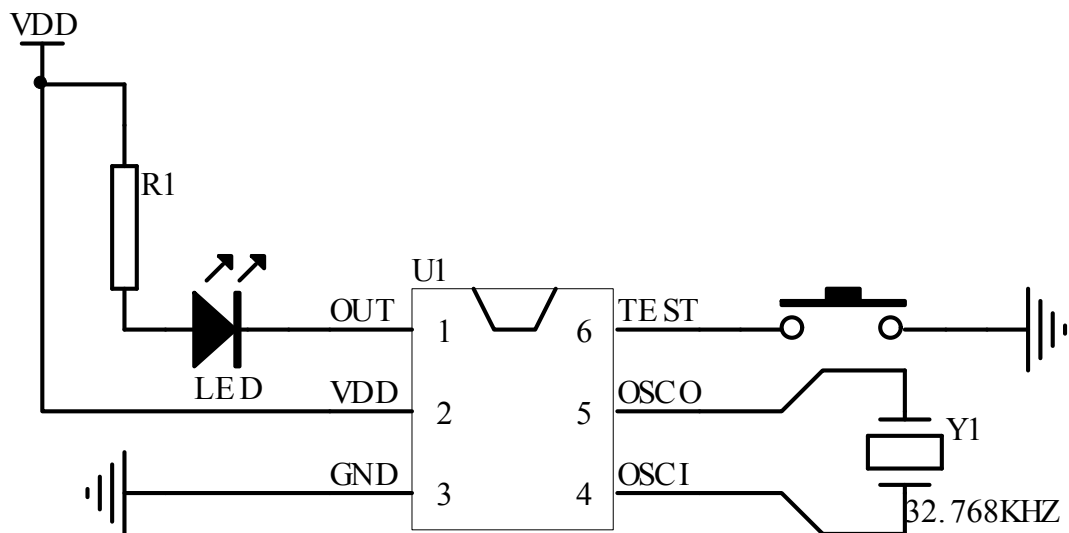 VDD
R1
U1
LED
OUT 1 6 TEST
VDD 2 5 OSCO
GND 3 4 OSCI
Y1
32.768KHZ